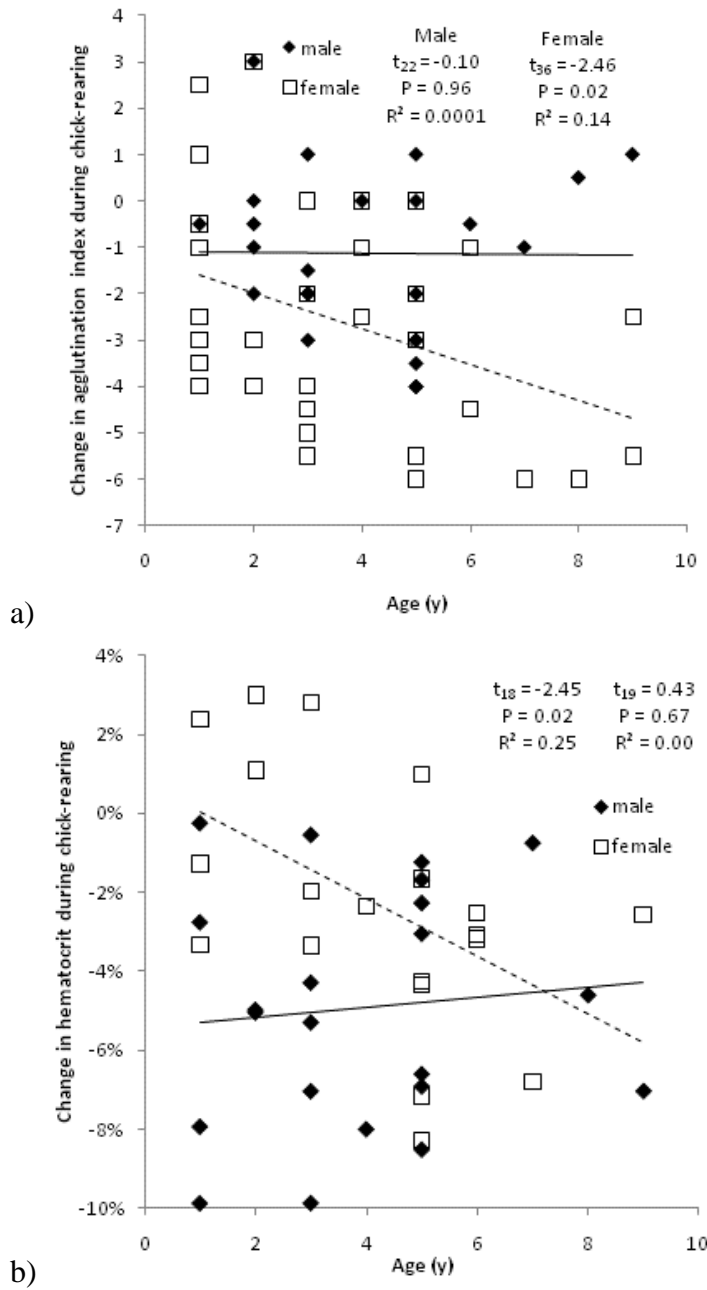 Change in agglutination index during chick-rearing
4
3
2
1
0
-1
-2
-3
-4
-5
-6
-7
male
female
Male
t22 = -0.10
P = 0.96
R² = 0.0001
Female
t36 = -2.46
P = 0.02
R² = 0.14
0
2
4
6
8
10
Age (y)
a)
Change in hematocrit during chick-rearing
4%
2%
0%
-2%
-4%
-6%
-8%
-10%
t18 = -2.45
P = 0.02
R² = 0.25
t19 = 0.43
P = 0.67
R² = 0.00
male
female
0
2
4
6
8
10
Age (y)
b)